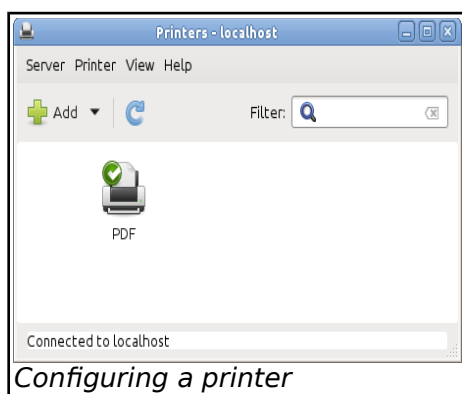 Printers - localhost
Server Printer View Help
Add Filter:
PDF
Connected to localhost
Configuring a printer